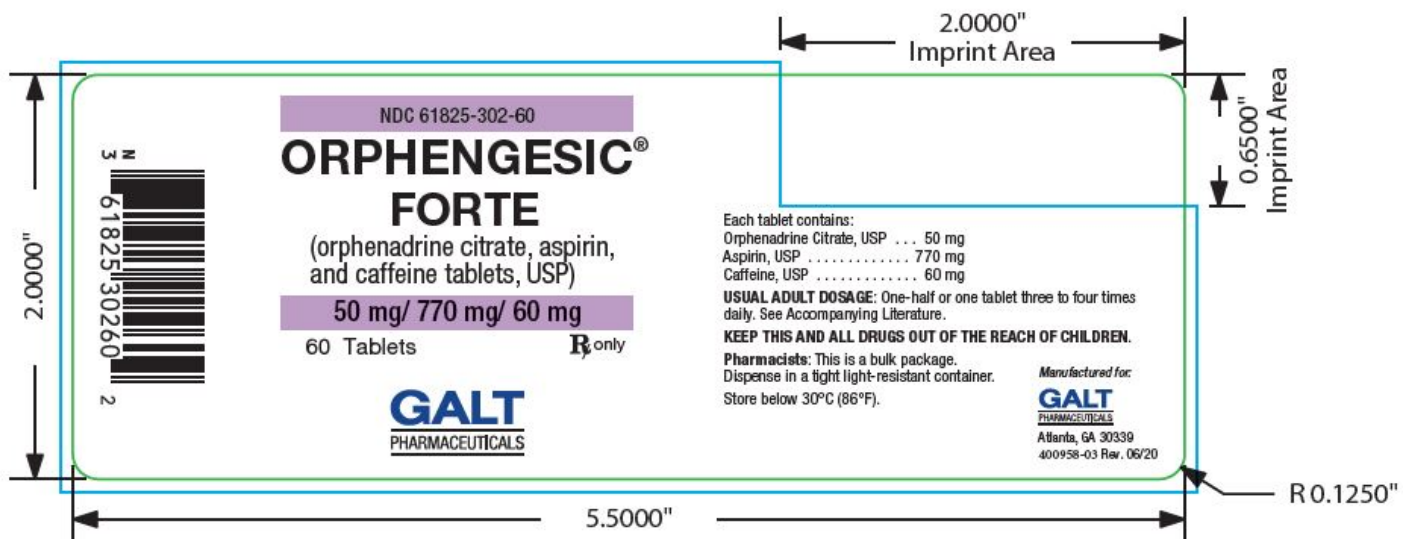 2.0000"
Imprint Area
0.6500"
Imprint Area
2.0000"
N
3
61825 30260
2
NDC 61825-302-60
ORPHENGESIC®
FORTE
(orphenadrine citrate, aspirin,
and caffeine tablets, USP)
50 mg/ 770 mg/ 60 mg
60 Tablets
Rx only
GALT
PHARMACEUTICALS
Each tablet contains:
Orphenadrine Citrate, USP . . . 50 mg
Aspirin, USP . . . . . . . . . . . . . 770 mg
Caffeine, USP . . . . . . . . . . . . . 60 mg
USUAL ADULT DOSAGE: One-half or one tablet three to four times
daily. See Accompanying Literature.
KEEP THIS AND ALL DRUGS OUT OF THE REACH OF CHILDREN.
Pharmacists: This is a bulk package.
Dispense in a tight light-resistant container.
Store below 30°C (86°F).
Manufactured for:
GALT
PHARMACEUTICALS
Atlanta, GA 30339
400958-03 Rev. 06/20
R 0.1250"
5.5000"